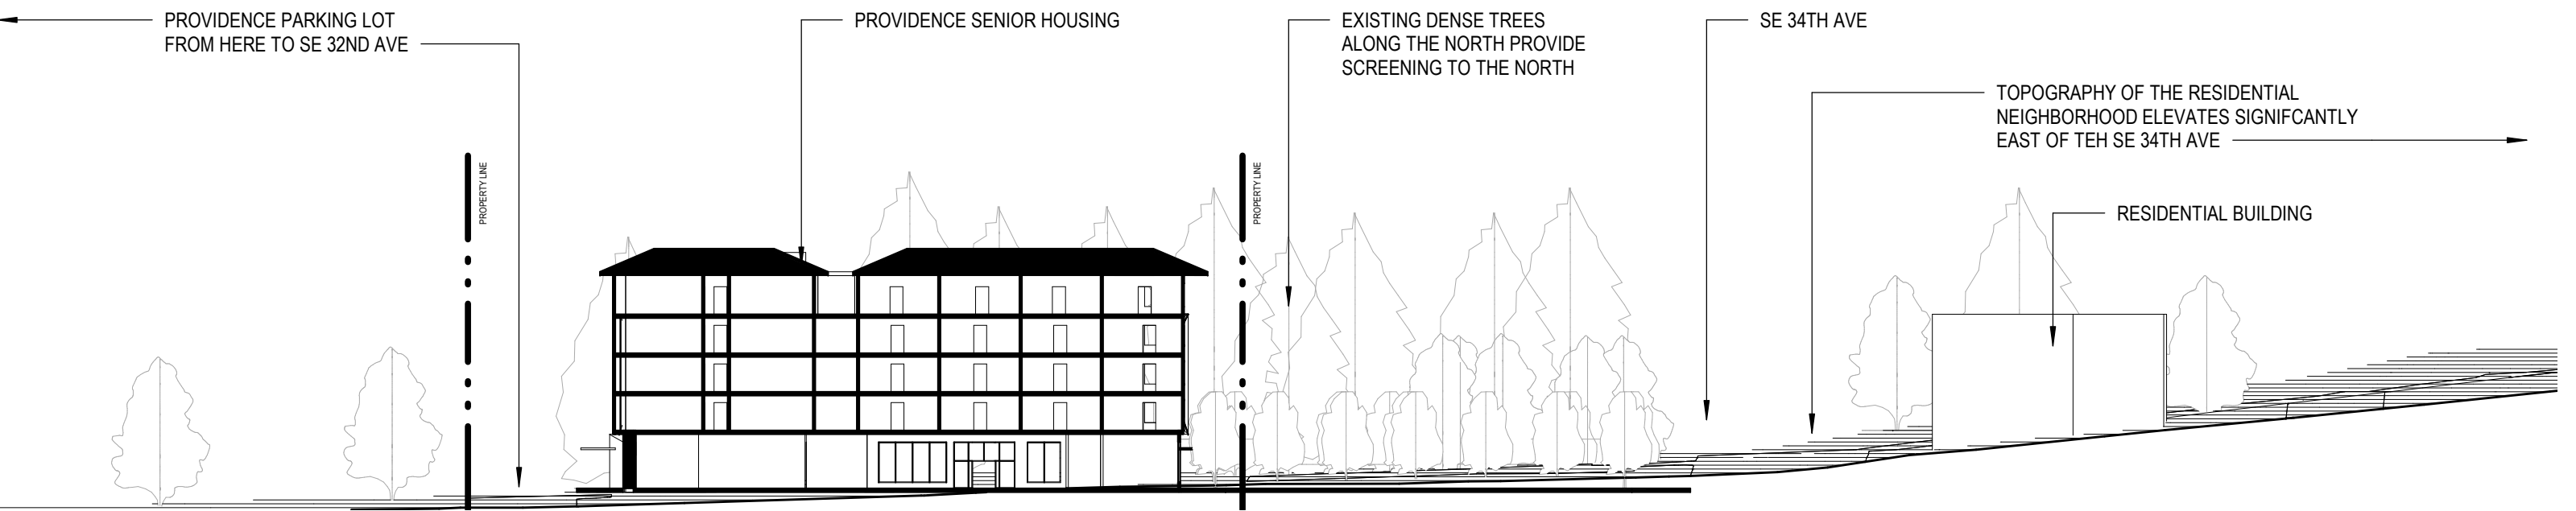 PROVIDENCE PARKING LOT
FROM HERE TO SE 32ND AVE
PROVIDENCE SENIOR HOUSING
EXISTING DENSE TREES
ALONG THE NORTH PROVIDE
SCREENING TO THE NORTH
SE 34TH AVE
TOPOGRAPHY OF THE RESIDENTIAL
NEIGHBORHOOD ELEVATES SIGNIFCANTLY
EAST OF TEH SE 34TH AVE
RESIDENTIAL BUILDING
PROPERTY LINE
PROPERTY LINE